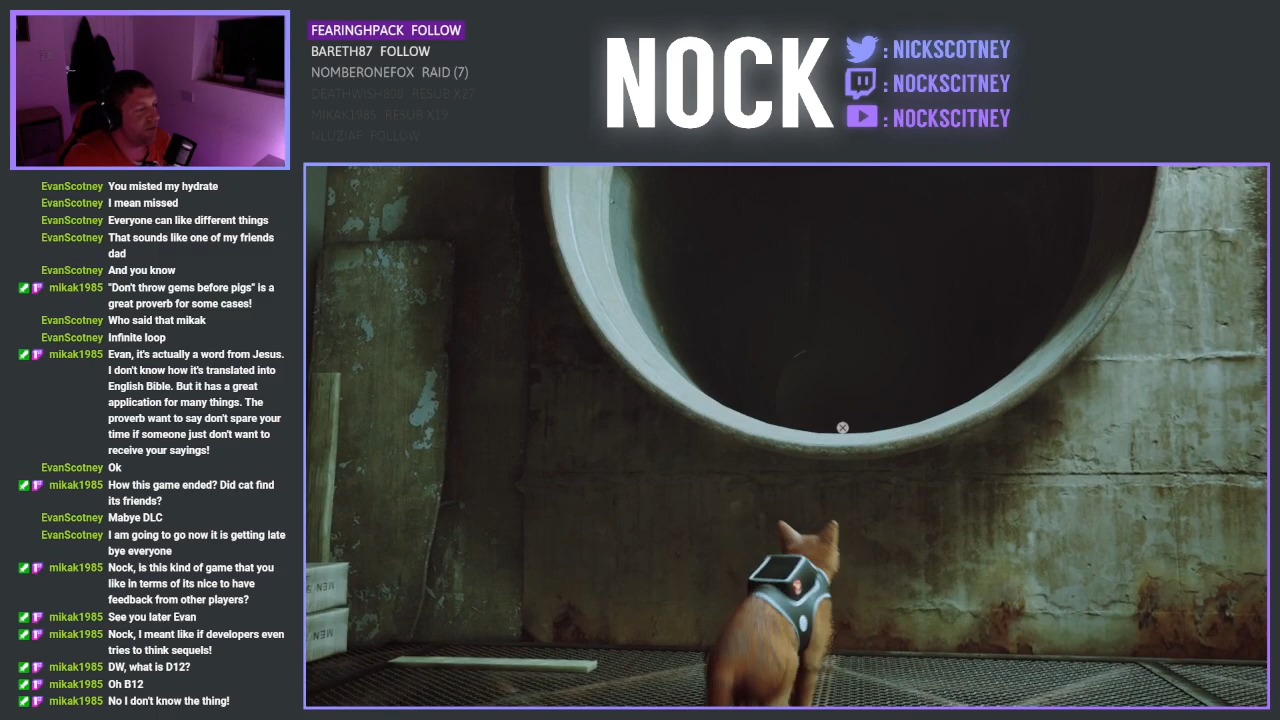 FEARINGHPACK FOLLOW
BARETH87 FOLLOW
NOMBERONEFOX RAID (7)
DEATHWISH808 RESUB X27
MIKAK1985 RESUB X19
NLUZIAF FOLLOW
NOCK
: NICKSCOTNEY
: NOCKSCITNEY
: NOCKSCITNEY
EvanScotney You misted my hydrate
EvanScotney I mean missed
EvanScotney Everyone can like different things
EvanScotney That sounds like one of my friends
dad
EvanScotney And you know
mikak1985 "Don't throw gems before pigs" is a
great proverb for some cases!
EvanScotney Who said that mikak
EvanScotney Infinite loop
mikak1985 Evan, it's actually a word from Jesus.
I don't know how it's translated into
English Bible. But it has a great
application for many things. The
proverb want to say don't spare your
time if someone just don't want to
receive your sayings!
EvanScotney Ok
mikak1985 How this game ended? Did cat find
its friends?
EvanScotney Mabye DLC
EvanScotney I am going to go now it is getting late
bye everyone
mikak1985 Nock, is this kind of game that you
like in terms of its nice to have
feedback from other players?
mikak1985 See you later Evan
mikak1985 Nock, I meant like if developers even
tries to think sequels!
mikak1985 DW, what is D12?
mikak1985 Oh B12
mikak1985 No I don't know the thing!